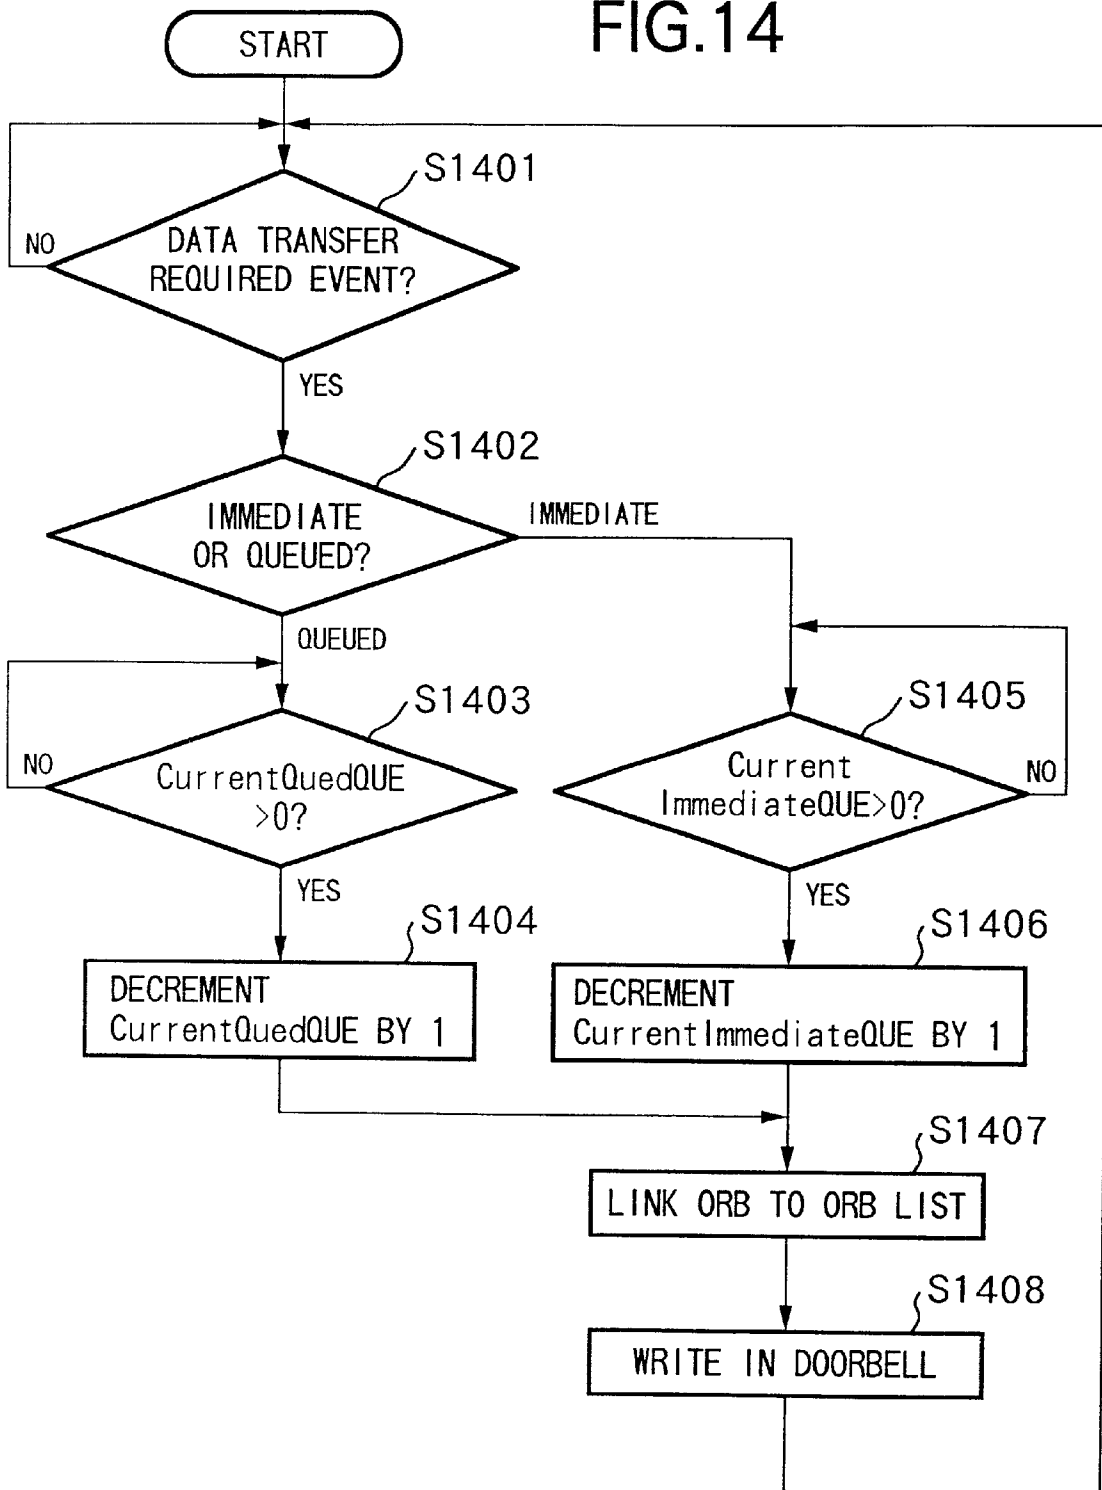 FIG.14
START
S1401
DATA TRANSFER
REQUIRED EVENT?
NO
YES
S1402
IMMEDIATE
OR QUEUED?
IMMEDIATE
QUEUED
S1403
CurrentQuedQUE
>0?
NO
YES
S1405
Current
ImmediateQUE>0?
NO
YES
S1404
DECREMENT
CurrentQuedQUE BY 1
S1406
DECREMENT
CurrentImmediateQUE BY 1
S1407
LINK ORB TO ORB LIST
S1408
WRITE IN DOORBELL